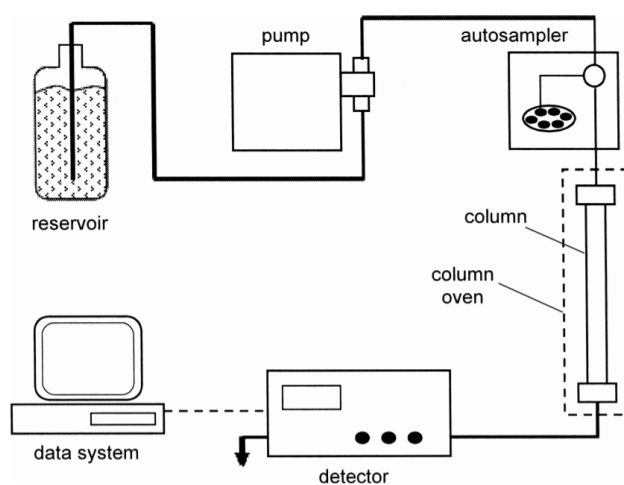 pump
autosampler
reservoir
column
column
oven
data system
detector